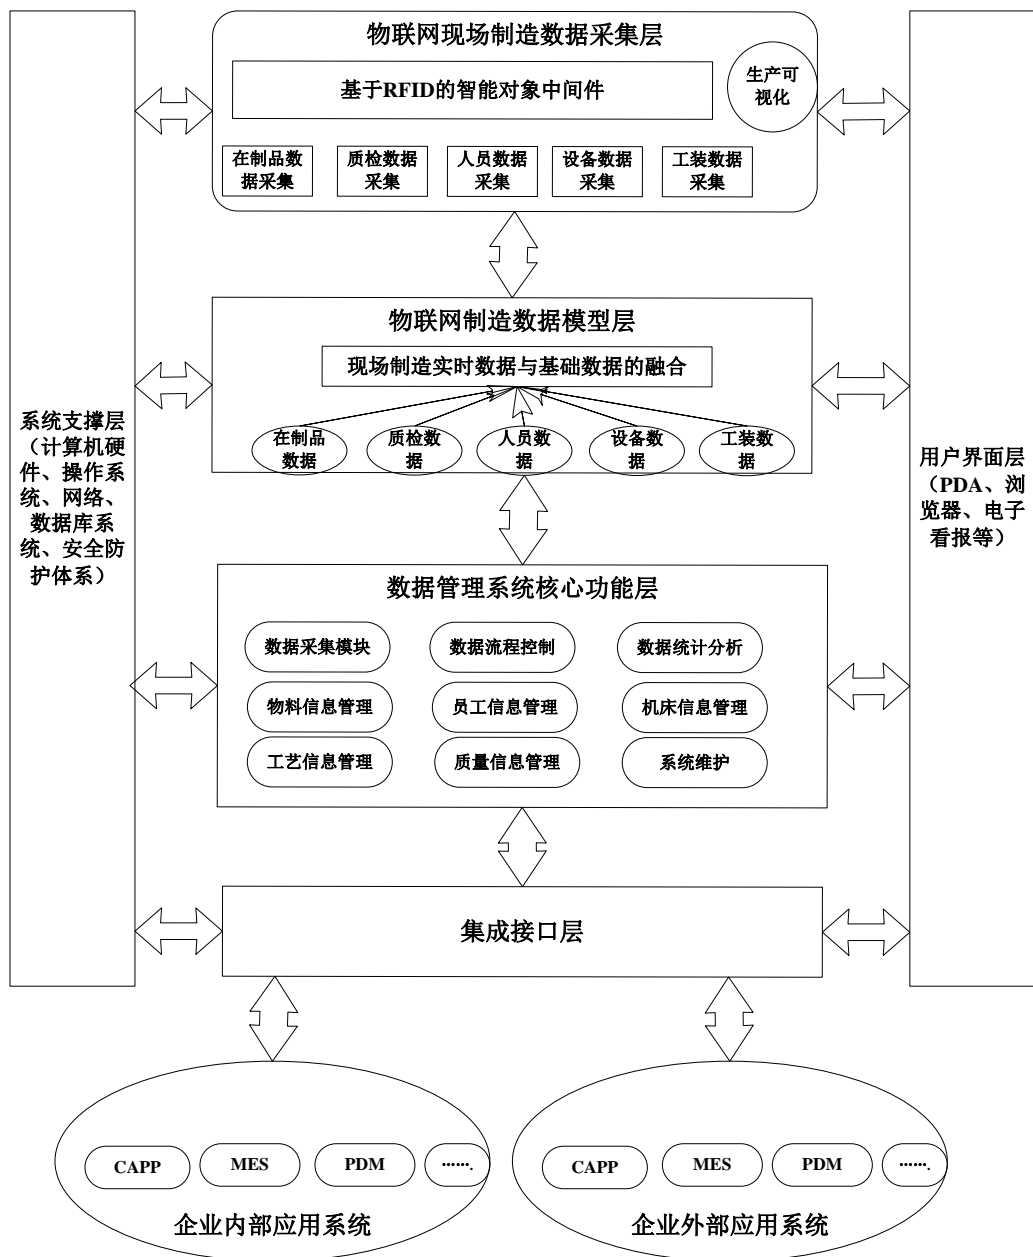 物联网现场制造数据采集层
基于RFID的智能对象中间件
生产可
视化
在制品数
据采集
质检数据
采集
人员数据
采集
设备数据
采集
工装数据
采集
物联网制造数据模型层
现场制造实时数据与基础数据的融合
在制品
数据
质检数
据
人员数
据
设备数
据
工装数
据
系统支撑层
（计算机硬
件、操作系
统、网络、
数据库系
统、安全防
护体系）
用户界面层
（PDA、浏
览器、电子
看报等）
数据管理系统核心功能层
数据采集模块
数据流程控制
数据统计分析
物料信息管理
员工信息管理
机床信息管理
工艺信息管理
质量信息管理
系统维护
集成接口层
CAPP
MES
PDM
…….
企业内部应用系统
CAPP
MES
PDM
…….
企业外部应用系统